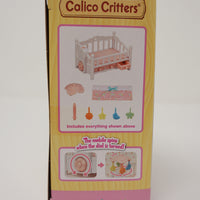 Calico Critters®
Includes everything shown above
The mobile spins
when the dial is turned!